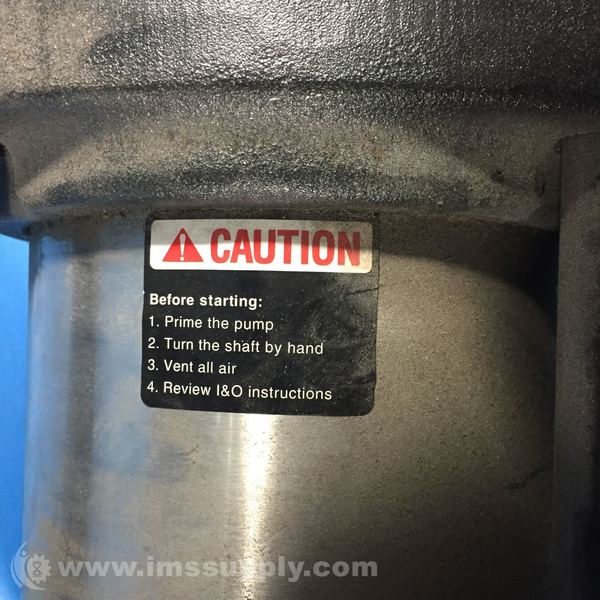 CAUTION
Before starting:
1. Prime the pump
2. Turn the shaft by hand
3. Vent all air
4. Review I&O instructions
www.imssupply.com